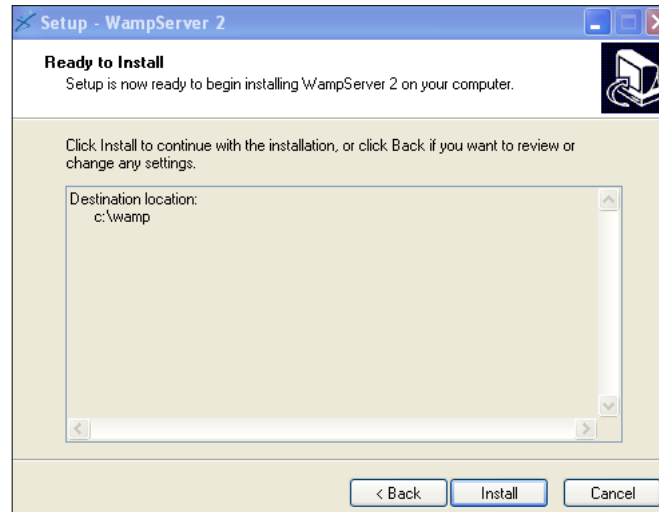 Setup - WampServer 2
Ready to Install
Setup is now ready to begin installing WampServer 2 on your computer.
Click Install to continue with the installation, or click Back if you want to review or
change any settings.
Destination location:
c:\wamp
< Back
Install
Cancel